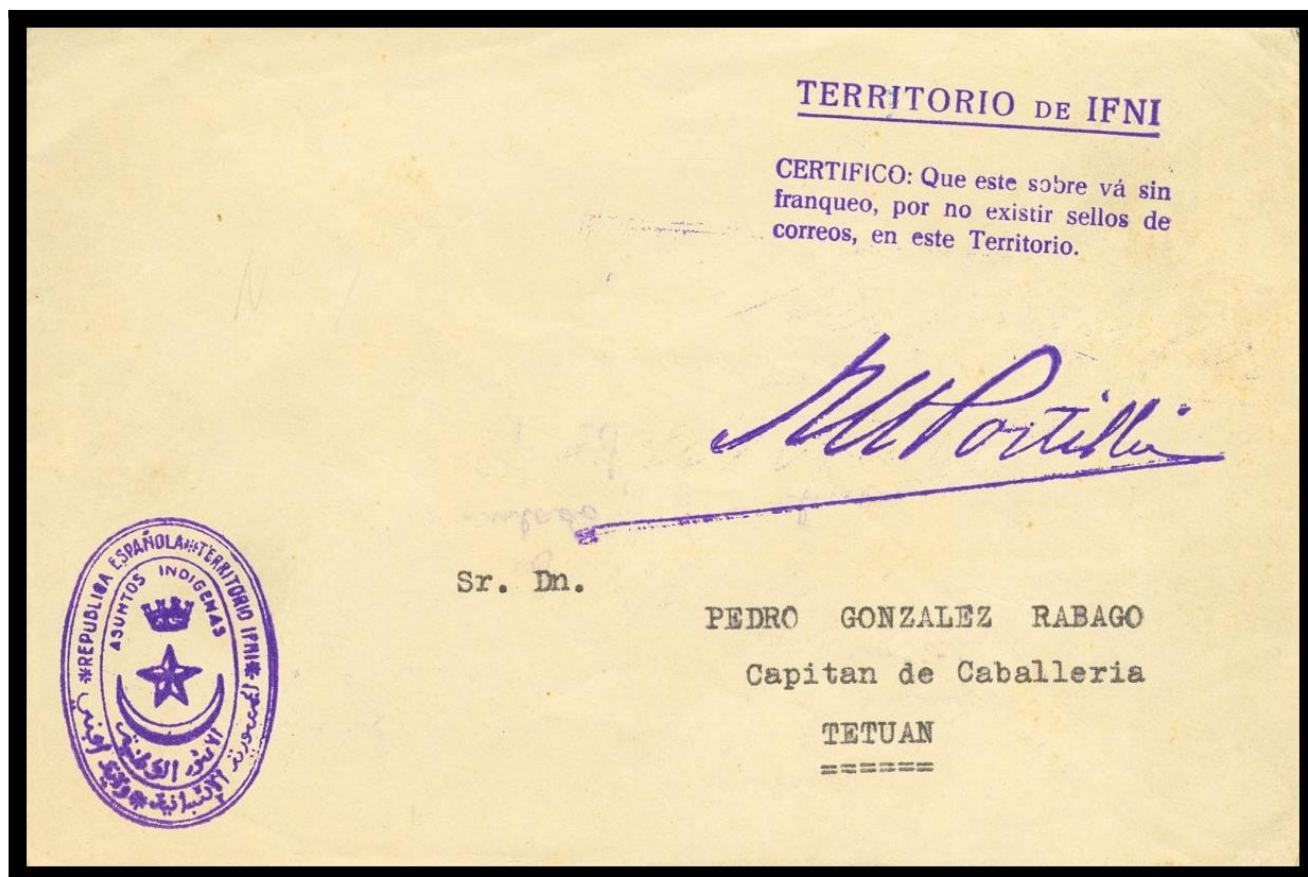 TERRITORIO DE IFNI
CERTIFICO: Que este sobre vá sin
franqueo, por no existir sellos de
correos, en este Territorio.
Portillo
Sr. Dn.
PEDRO GONZALEZ RABAGO
Capitan de Caballeria
TETUAN
======
*REPUBLICA ESPAÑOLA*TERRITORIO IFNI*
ASUNTOS INDIGENAS